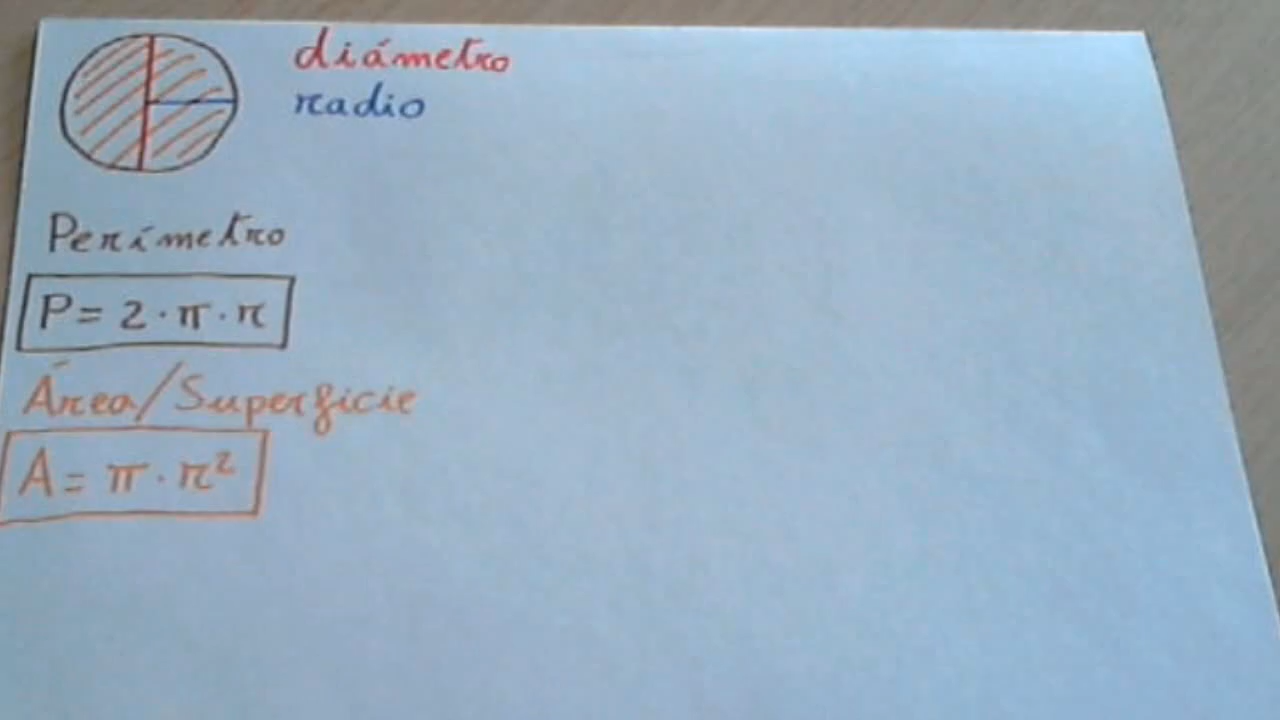 diámetro
radio
Perímetro
P = 2 · π · r
Área/Superficie
A = π · r²